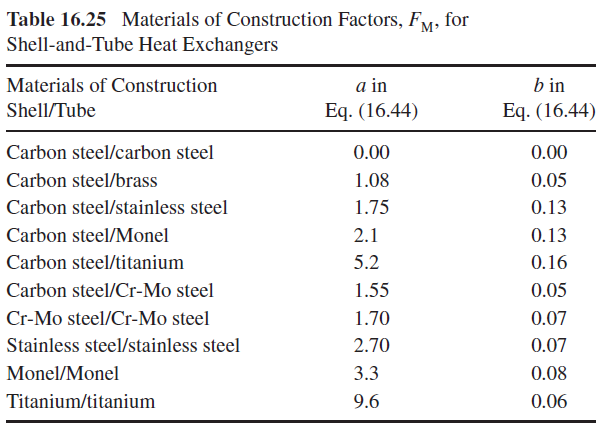 Table 16.25 Materials of Construction Factors, F_M, for
Shell-and-Tube Heat Exchangers
Materials of Construction a in b in
Shell/Tube Eq. (16.44) Eq. (16.44)
Carbon steel/carbon steel 0.00 0.00
Carbon steel/brass 1.08 0.05
Carbon steel/stainless steel 1.75 0.13
Carbon steel/Monel 2.1 0.13
Carbon steel/titanium 5.2 0.16
Carbon steel/Cr-Mo steel 1.55 0.05
Cr-Mo steel/Cr-Mo steel 1.70 0.07
Stainless steel/stainless steel 2.70 0.07
Monel/Monel 3.3 0.08
Titanium/titanium 9.6 0.06